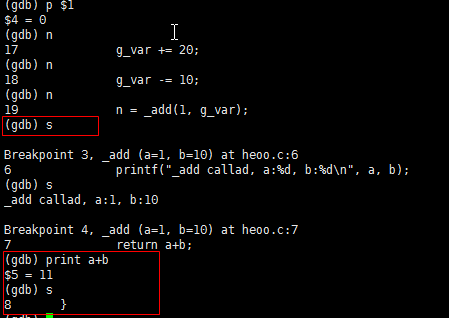 (gdb) p $1
$4 = 0
(gdb) n
17              g_var += 20;
(gdb) n
18              g_var -= 10;
(gdb) n
19              n = _add(1, g_var);
(gdb) s
Breakpoint 3, _add (a=1, b=10) at heoo.c:6
6               printf("_add callad, a:%d, b:%d\n", a, b);
(gdb) s
_add callad, a:1, b:10
Breakpoint 4, _add (a=1, b=10) at heoo.c:7
7               return a+b;
(gdb) print a+b
$5 = 11
(gdb) s
8       }
(gdb)